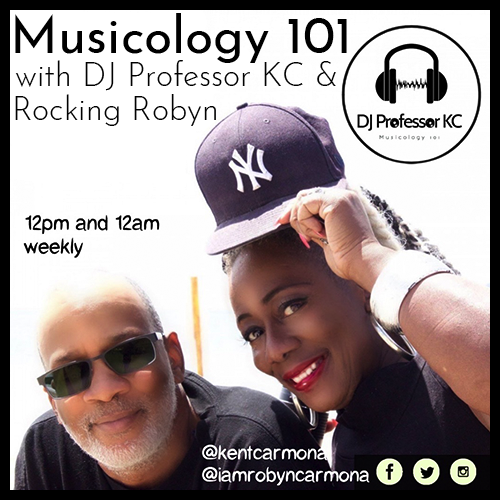 Musicology 101
with DJ Professor KC &
Rocking Robyn
DJ Professor KC
Musicology 101
NY
12pm and 12am
weekly
@kentcarmona
@iamrobyncarmona